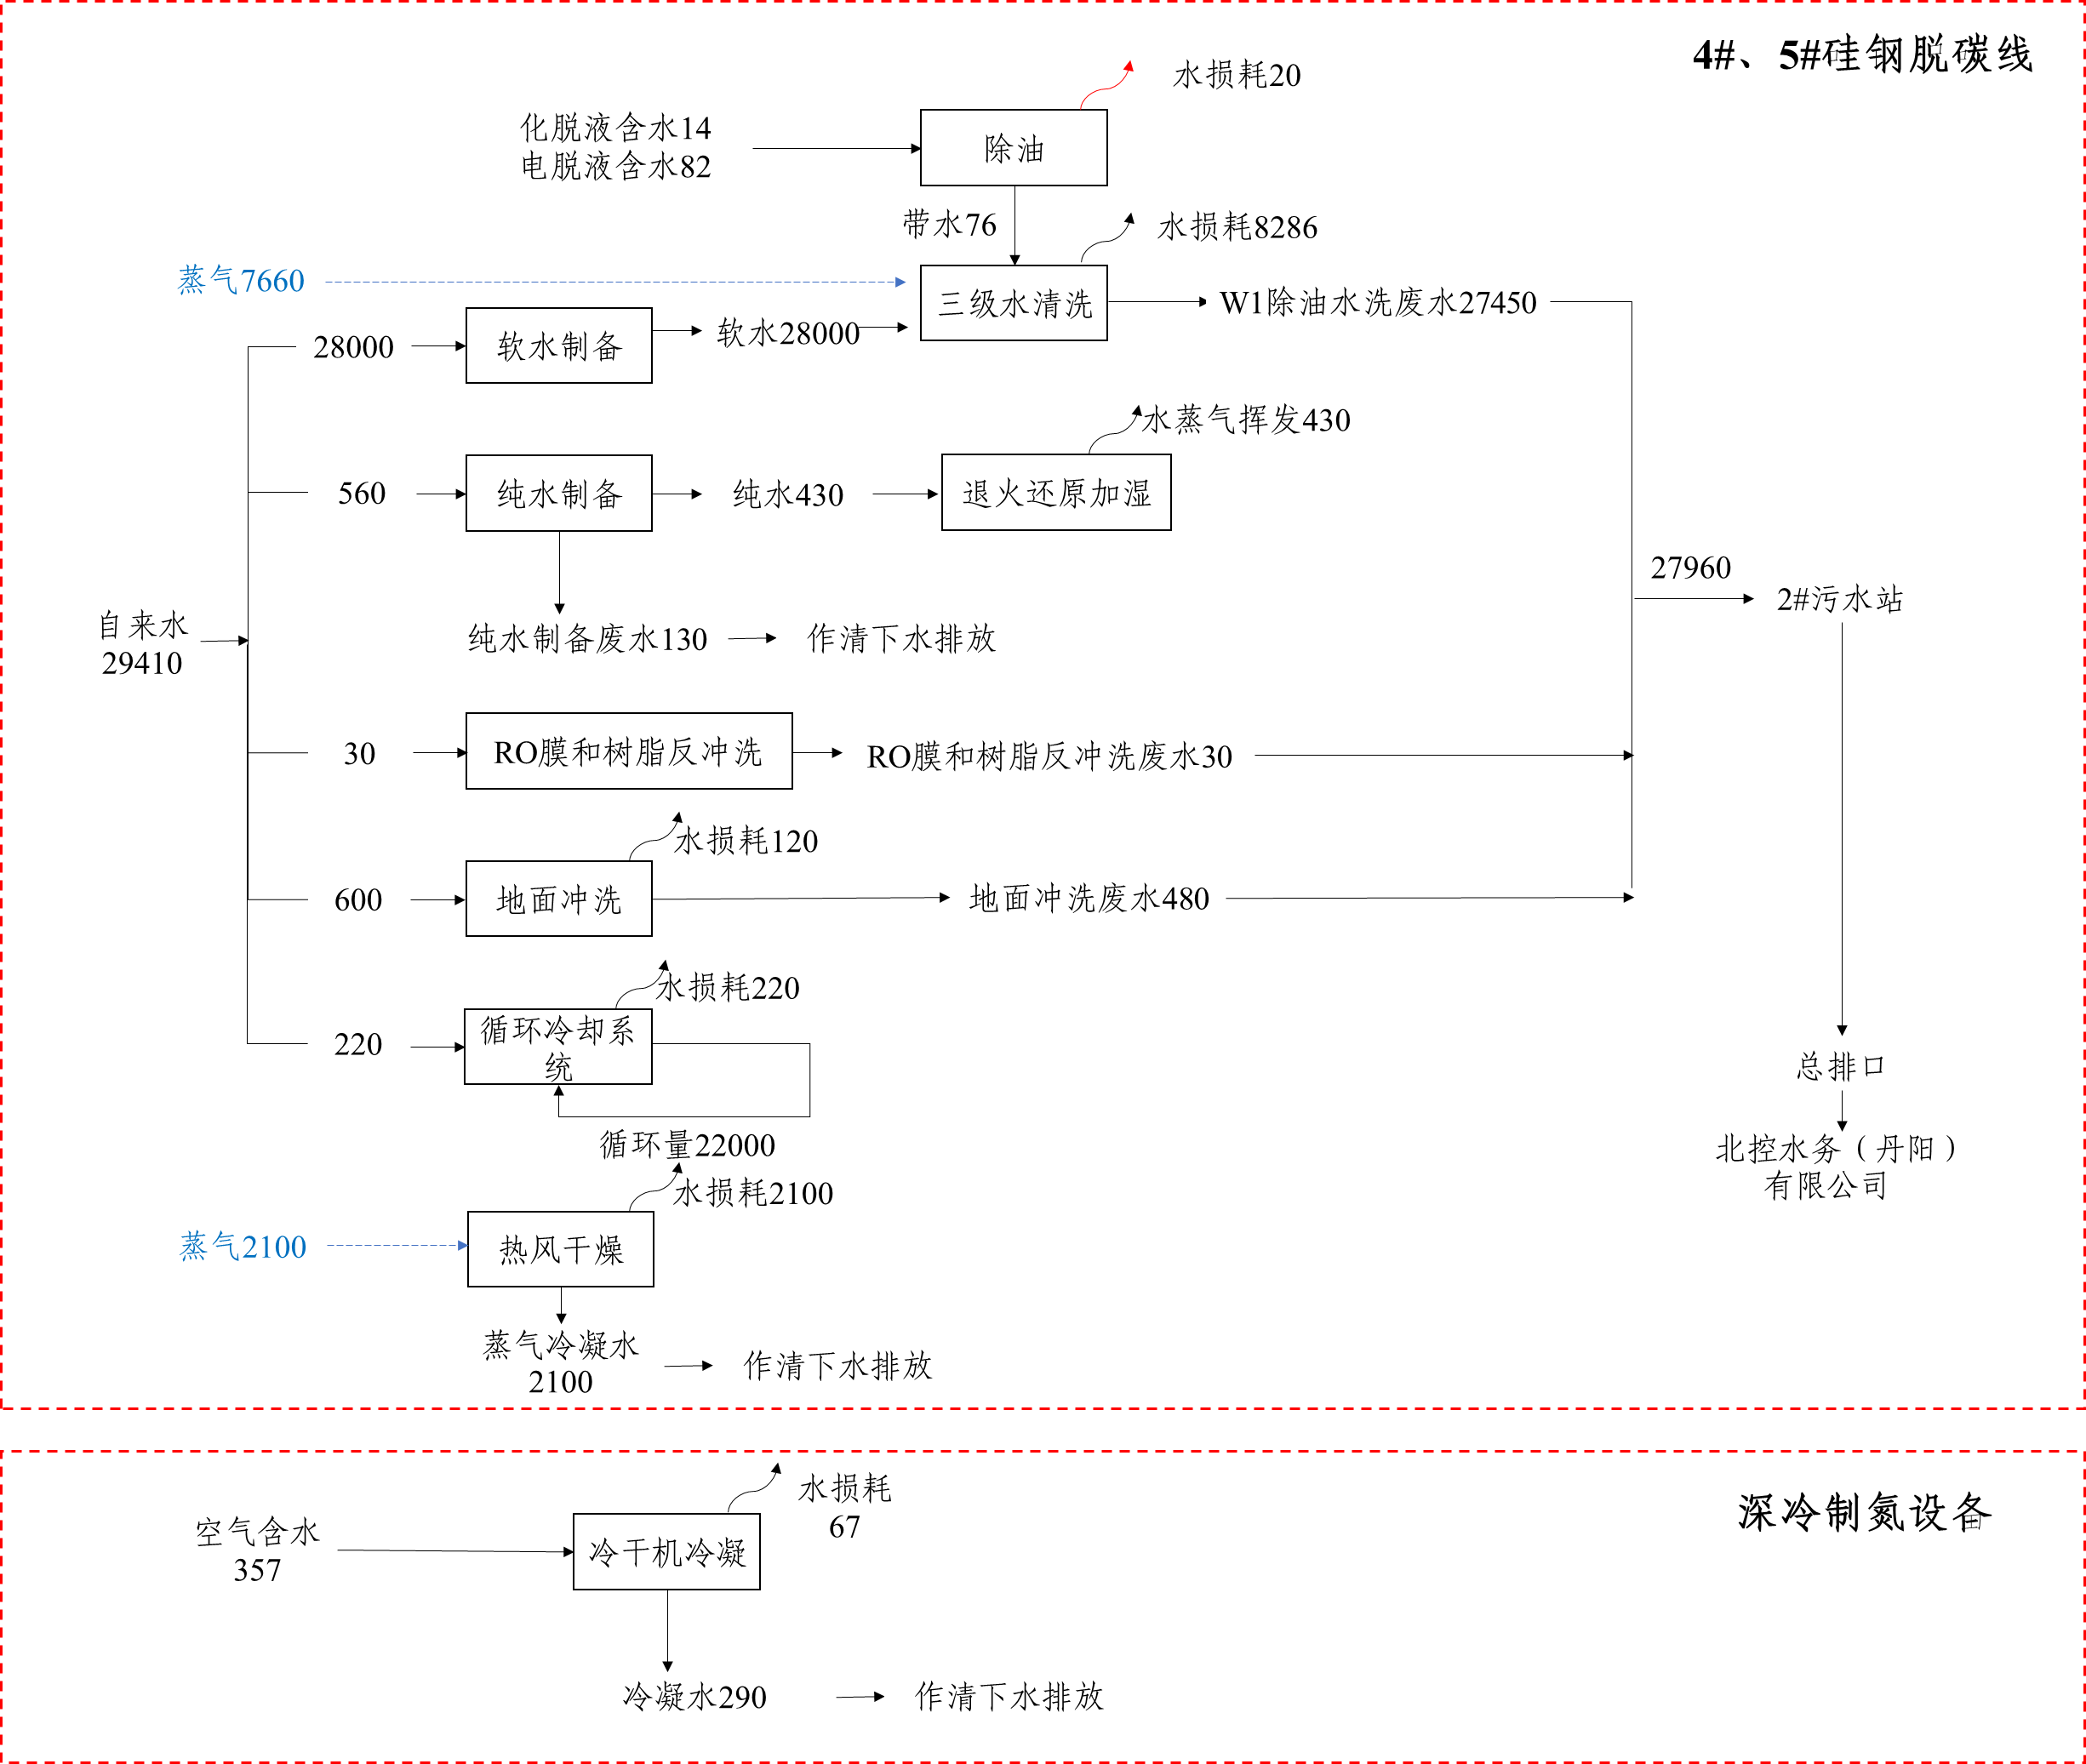 4#、5#硅钢脱碳线
水损耗20
化脱液含水14
电脱液含水82
除油
带水76
水损耗8286
蒸气7660
三级水清洗
W1除油水洗废水27450
28000
软水制备
软水28000
水蒸气挥发430
560
纯水制备
纯水430
退火还原加湿
27960
2#污水站
自来水
29410
纯水制备废水130
作清下水排放
30
RO膜和树脂反冲洗
RO膜和树脂反冲洗废水30
水损耗120
600
地面冲洗
地面冲洗废水480
水损耗220
220
循环冷却系
统
总排口
循环量22000
北控水务（丹阳）
有限公司
水损耗2100
蒸气2100
热风干燥
蒸气冷凝水
2100
作清下水排放
水损耗
67
深冷制氮设备
空气含水
357
冷干机冷凝
冷凝水290
作清下水排放